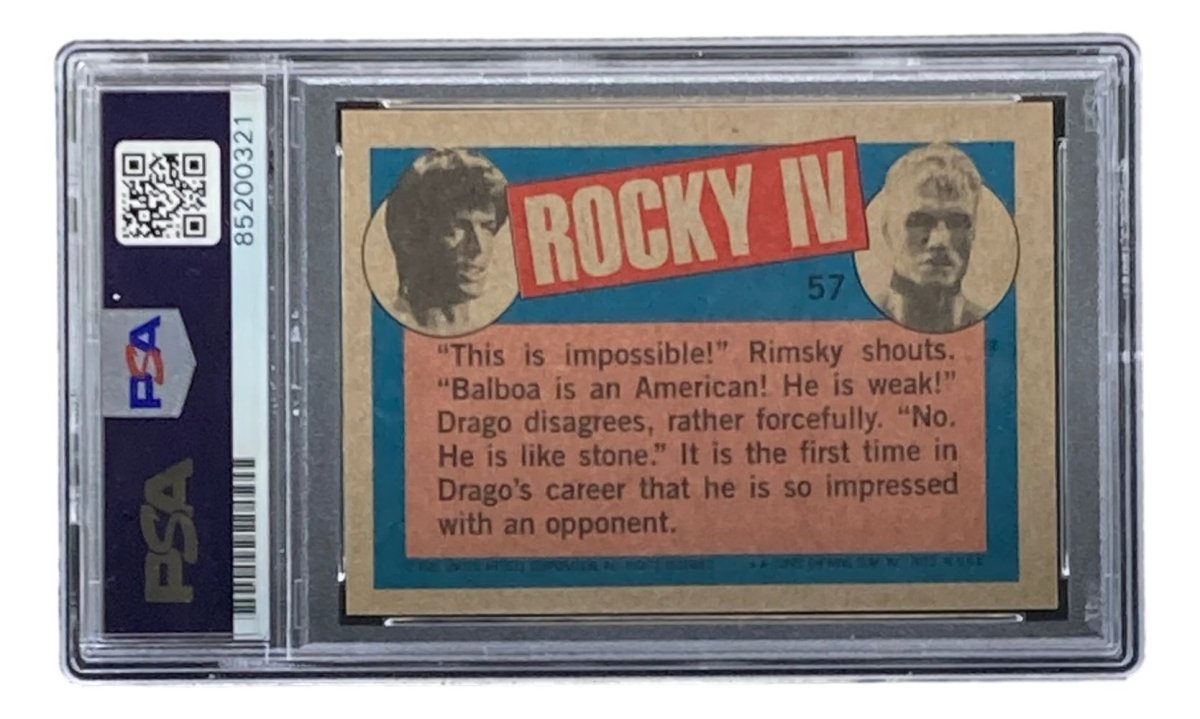 85200321
PSA
PSA
ROCKY IV
57
“This is impossible!” Rimsky shouts.
“Balboa is an American! He is weak!”
Drago disagrees, rather forcefully. “No.
He is like stone.” It is the first time in
Drago’s career that he is so impressed
with an opponent.